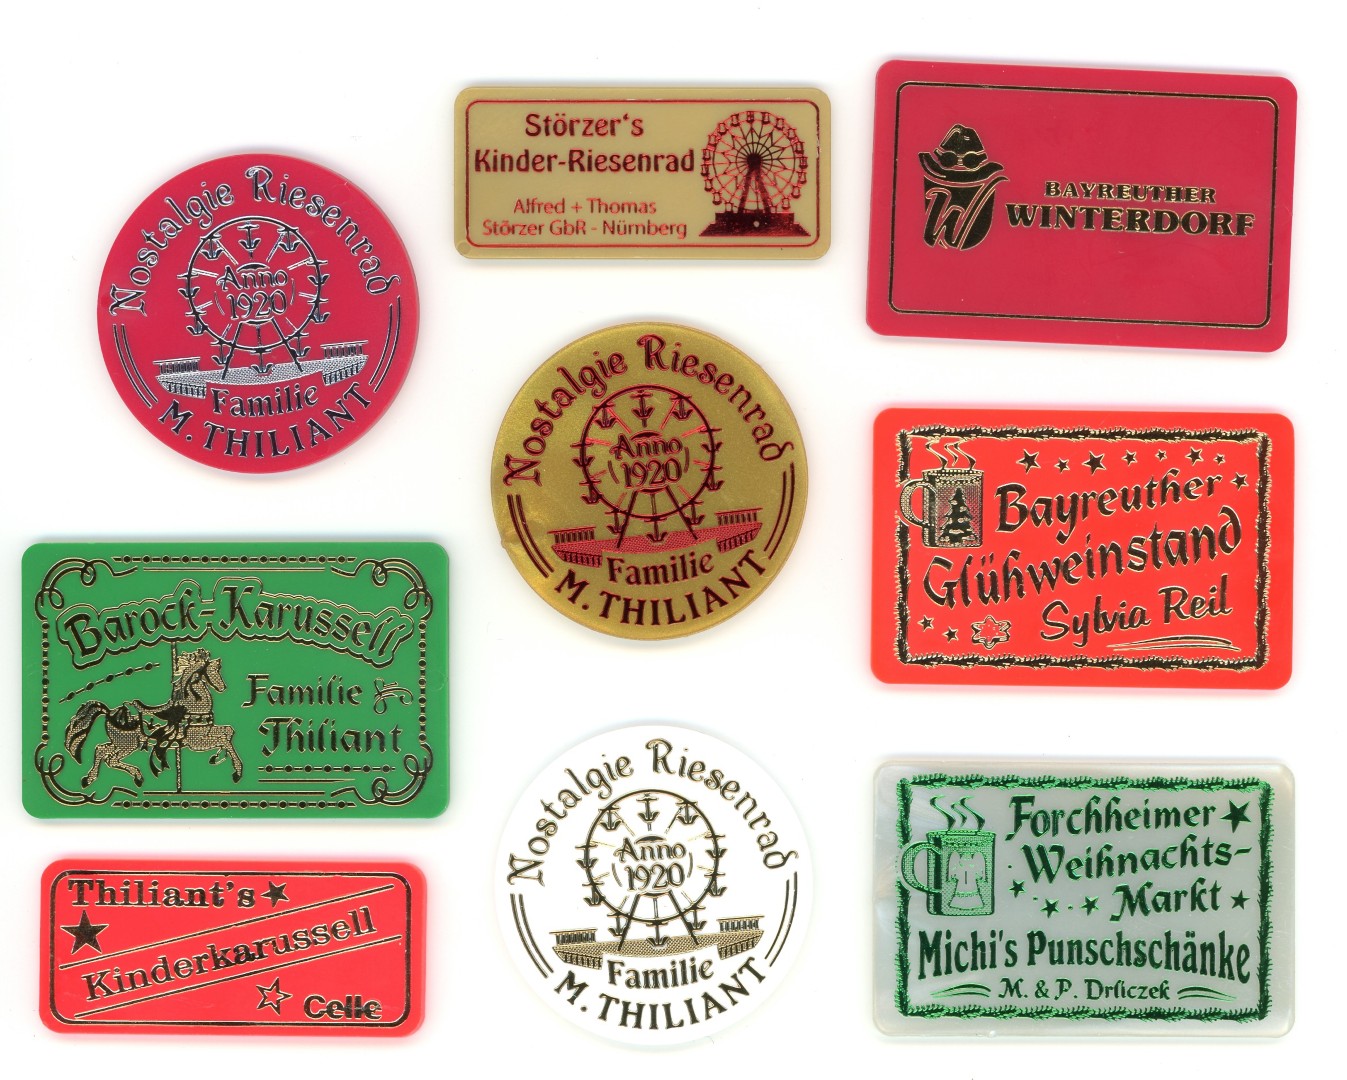 Störzer‘s
Kinder-Riesenrad
Alfred + Thomas
Störzer GbR - Nürnberg
W
BAYREUTHER
WINTERDORF
Nostalgie Riesenrad
Anno
1920
Familie
M. THILIANT
Nostalgie Riesenrad
Anno
1920
Familie
M. THILIANT
Bayreuther
Glühweinstand
Sylvia Reil
Barock-Karussell
Familie
Thiliant
Nostalgie Riesenrad
Anno
1920
Familie
M. THILIANT
Forchheimer
Weihnachts-
Markt
Michi's Punschschänke
M. & P. Drliczek
Thiliant's
Kinderkarussell
Celle